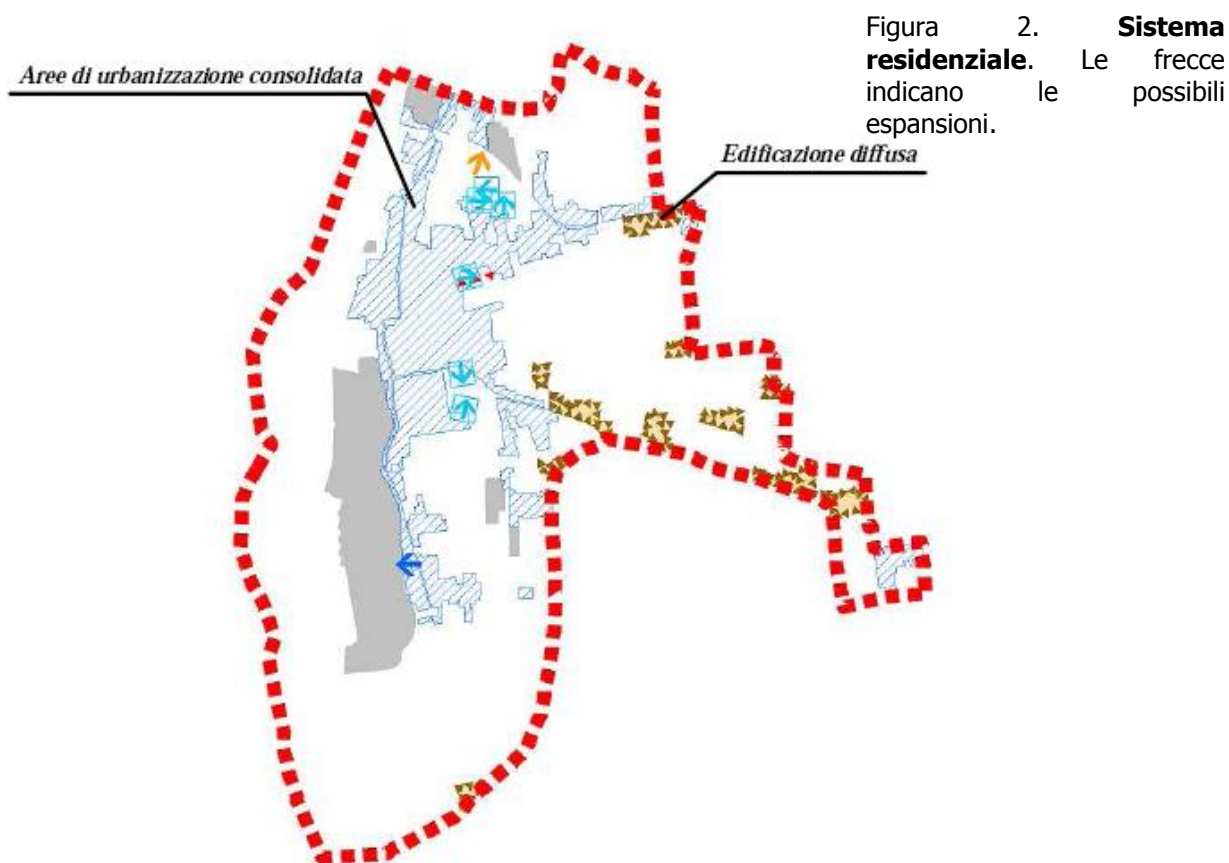 Figura 2. Sistema
residenziale. Le frecce
indicano le possibili
espansioni.
Aree di urbanizzazione consolidata
Edificazione diffusa